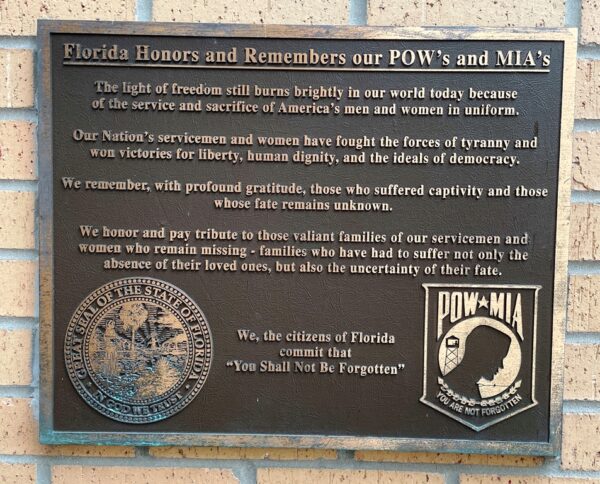 Florida Honors and Remembers our POW's and MIA's
The light of freedom still burns brightly in our world today because
of the service and sacrifice of America's men and women in uniform.
Our Nation's servicemen and women have fought the forces of tyranny and
won victories for liberty, human dignity, and the ideals of democracy.
We remember, with profound gratitude, those who suffered captivity and those
whose fate remains unknown.
We honor and pay tribute to those valiant families of our servicemen and
women who remain missing - families who have had to suffer not only the
absence of their loved ones, but also the uncertainty of their fate.
GREAT SEAL OF THE STATE OF FLORIDA
IN GOD WE TRUST
We, the citizens of Florida
commit that
"You Shall Not Be Forgotten"
POW★MIA
YOU ARE NOT FORGOTTEN